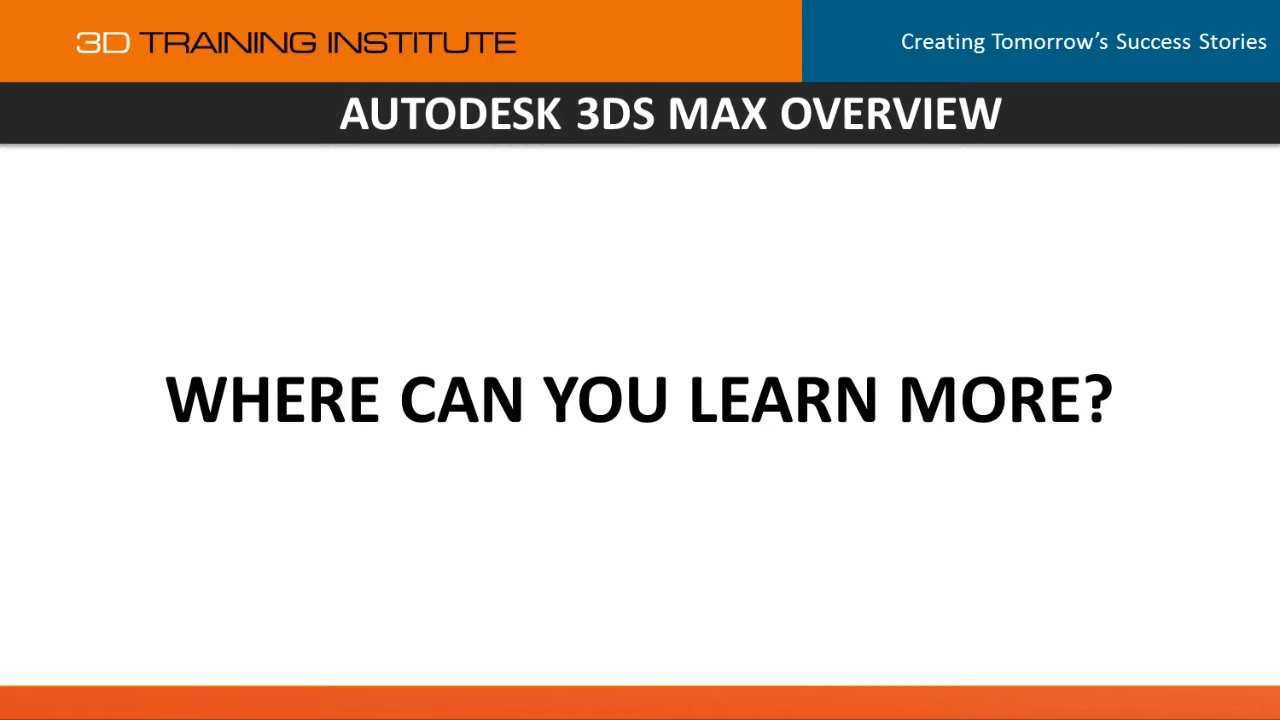 3D TRAINING INSTITUTE
Creating Tomorrow's Success Stories
AUTODESK 3DS MAX OVERVIEW
WHERE CAN YOU LEARN MORE?